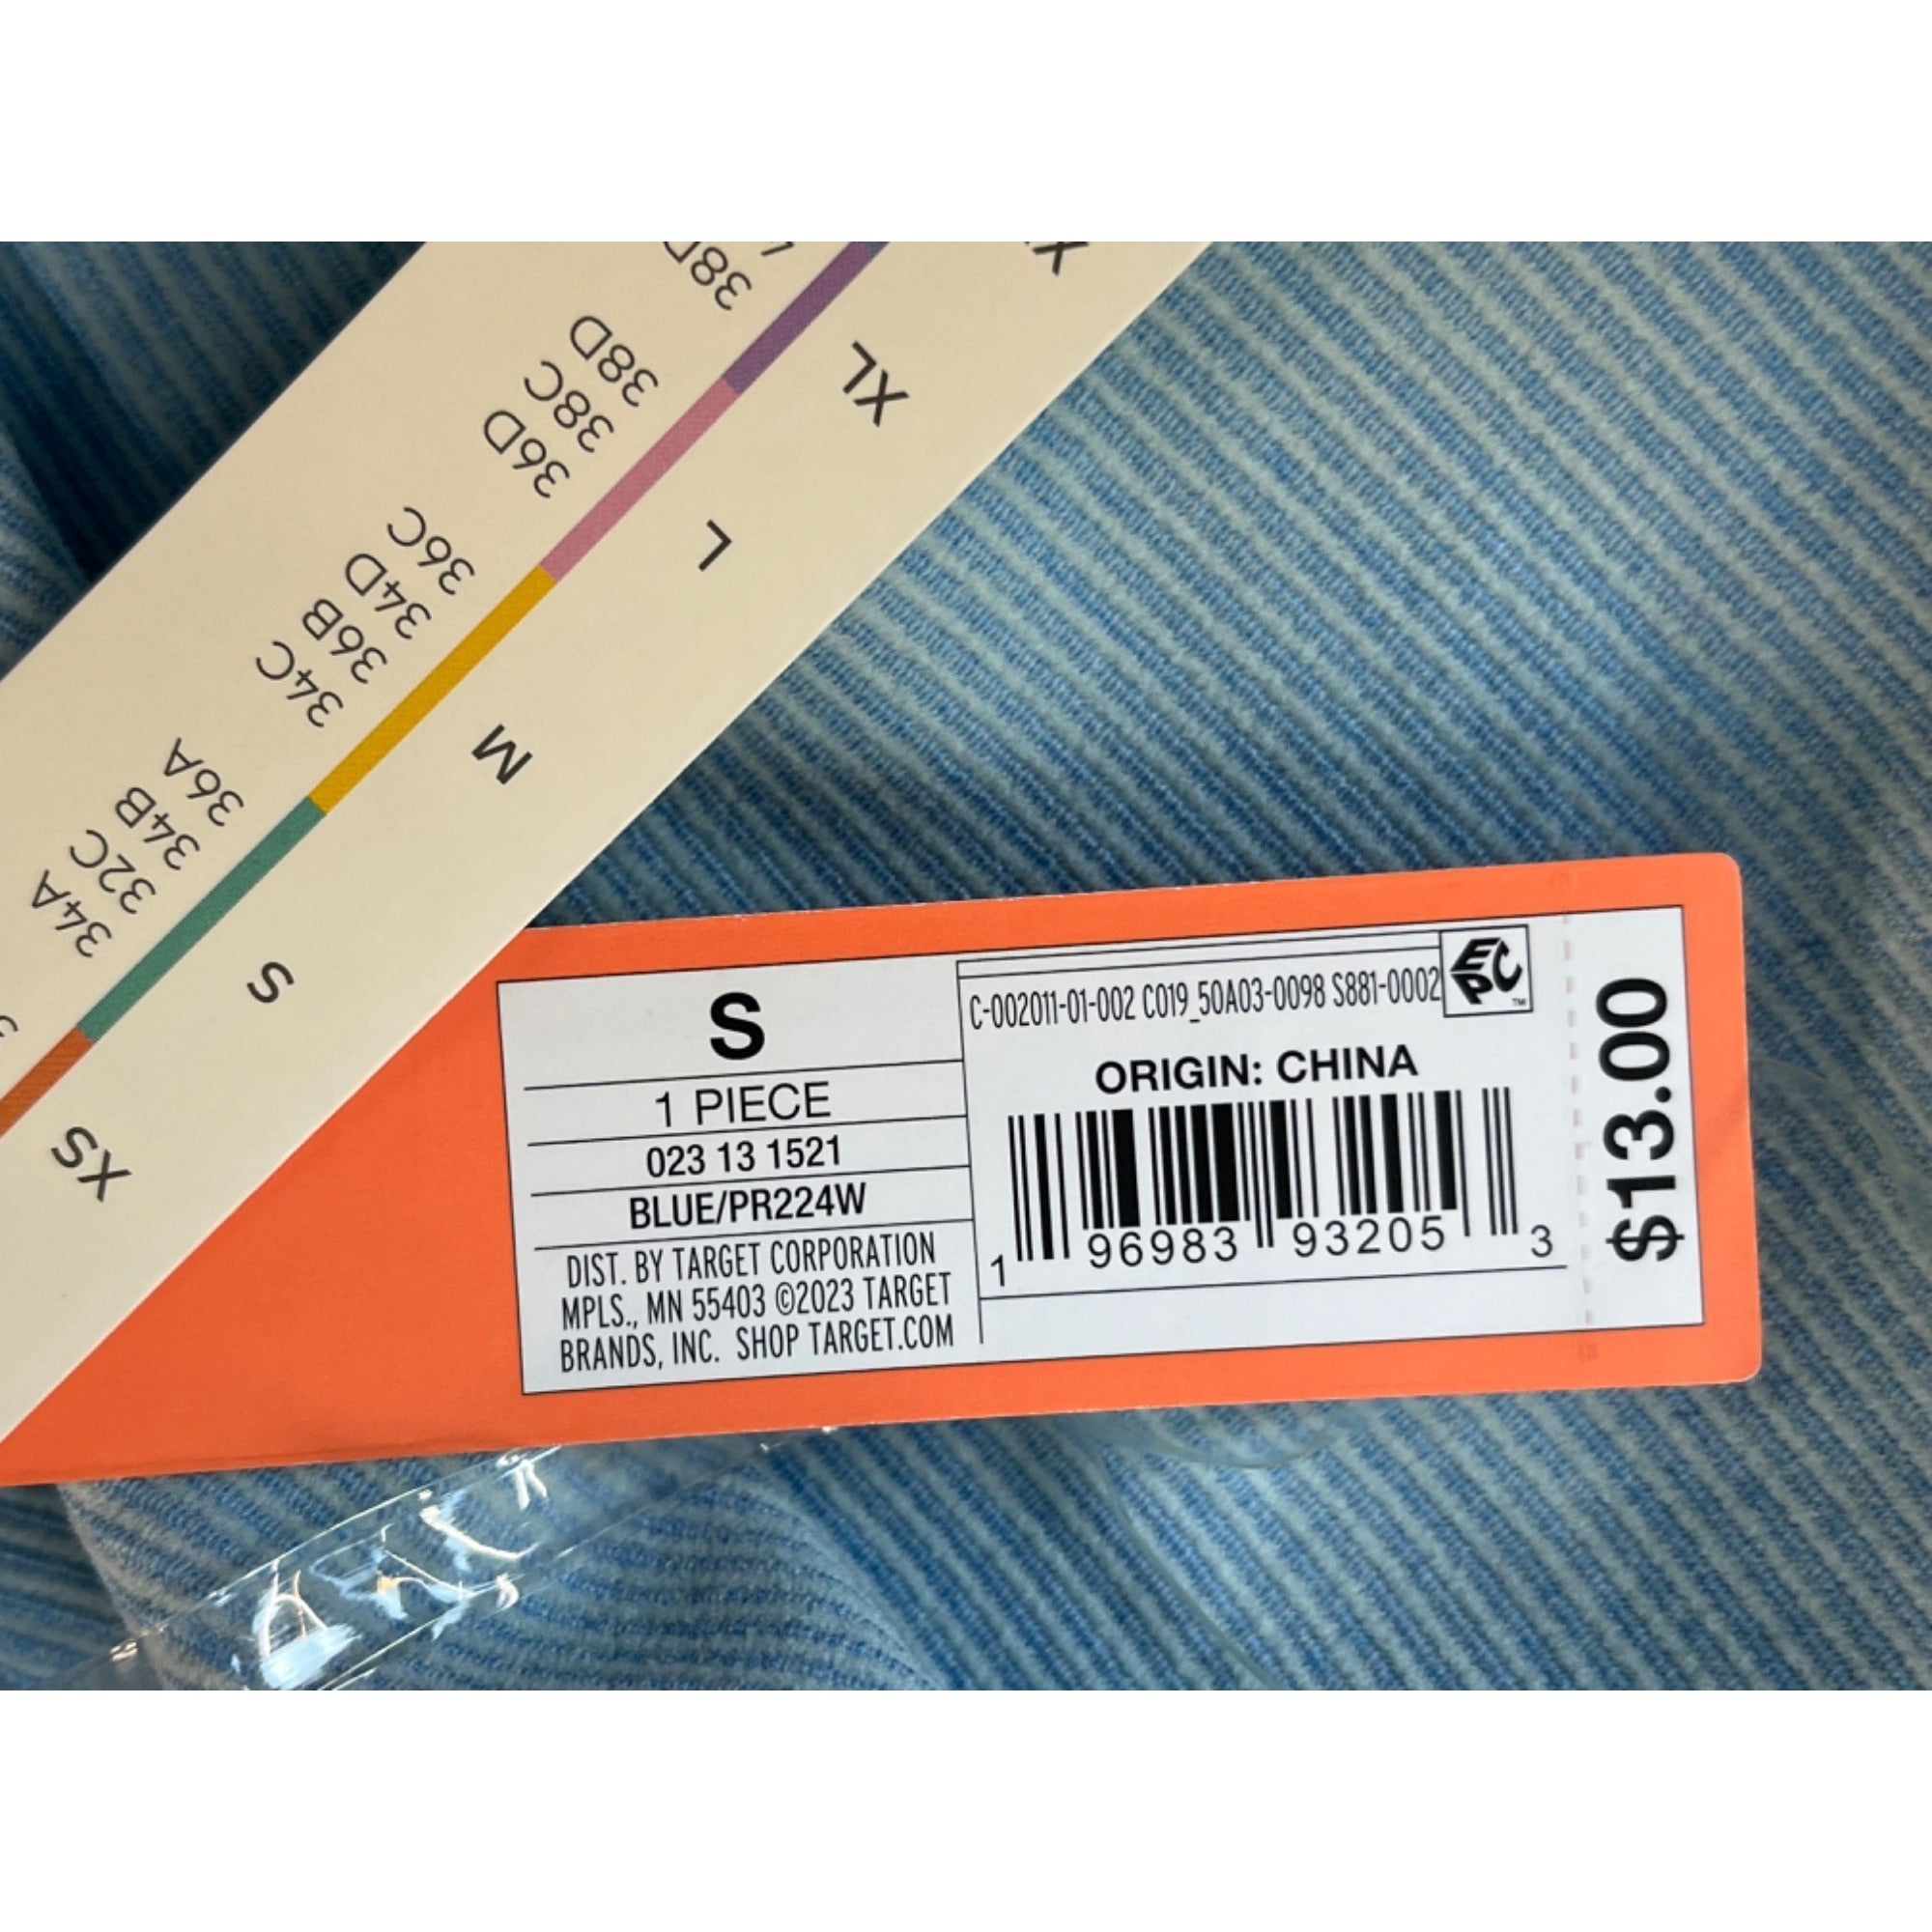 S
1 PIECE
023 13 1521
BLUE/PR224W
DIST. BY TARGET CORPORATION
MPLS., MN 55403 ©2023 TARGET
BRANDS, INC. SHOP TARGET.COM
C-002011-01-002 C019_50A03-0098 S881-0002
EPC™
ORIGIN: CHINA
1 96983 93205 3
$13.00
XS
S
M
L
XL
34A
32C
34B
36A
34C
36B
34D
36C
36D
38C
38D